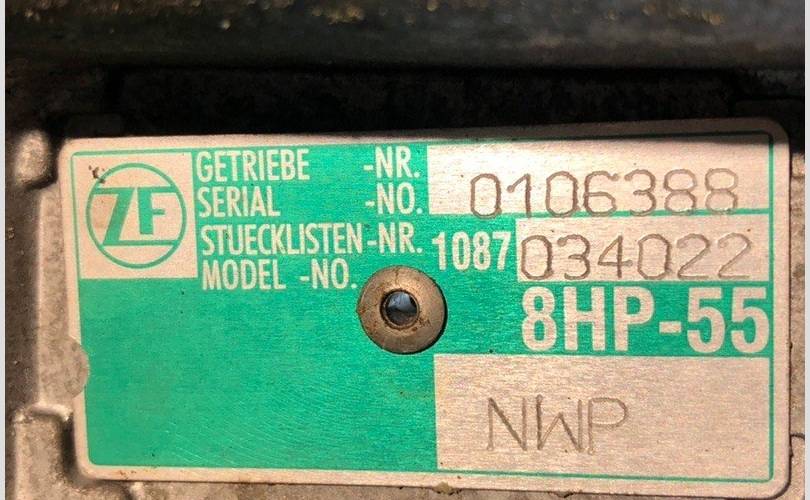 ZF
GETRIEBE -NR.
SERIAL -NO. 0106388
STUECKLISTEN-NR.
MODEL -NO. 1087 034022
8HP-55
NWP